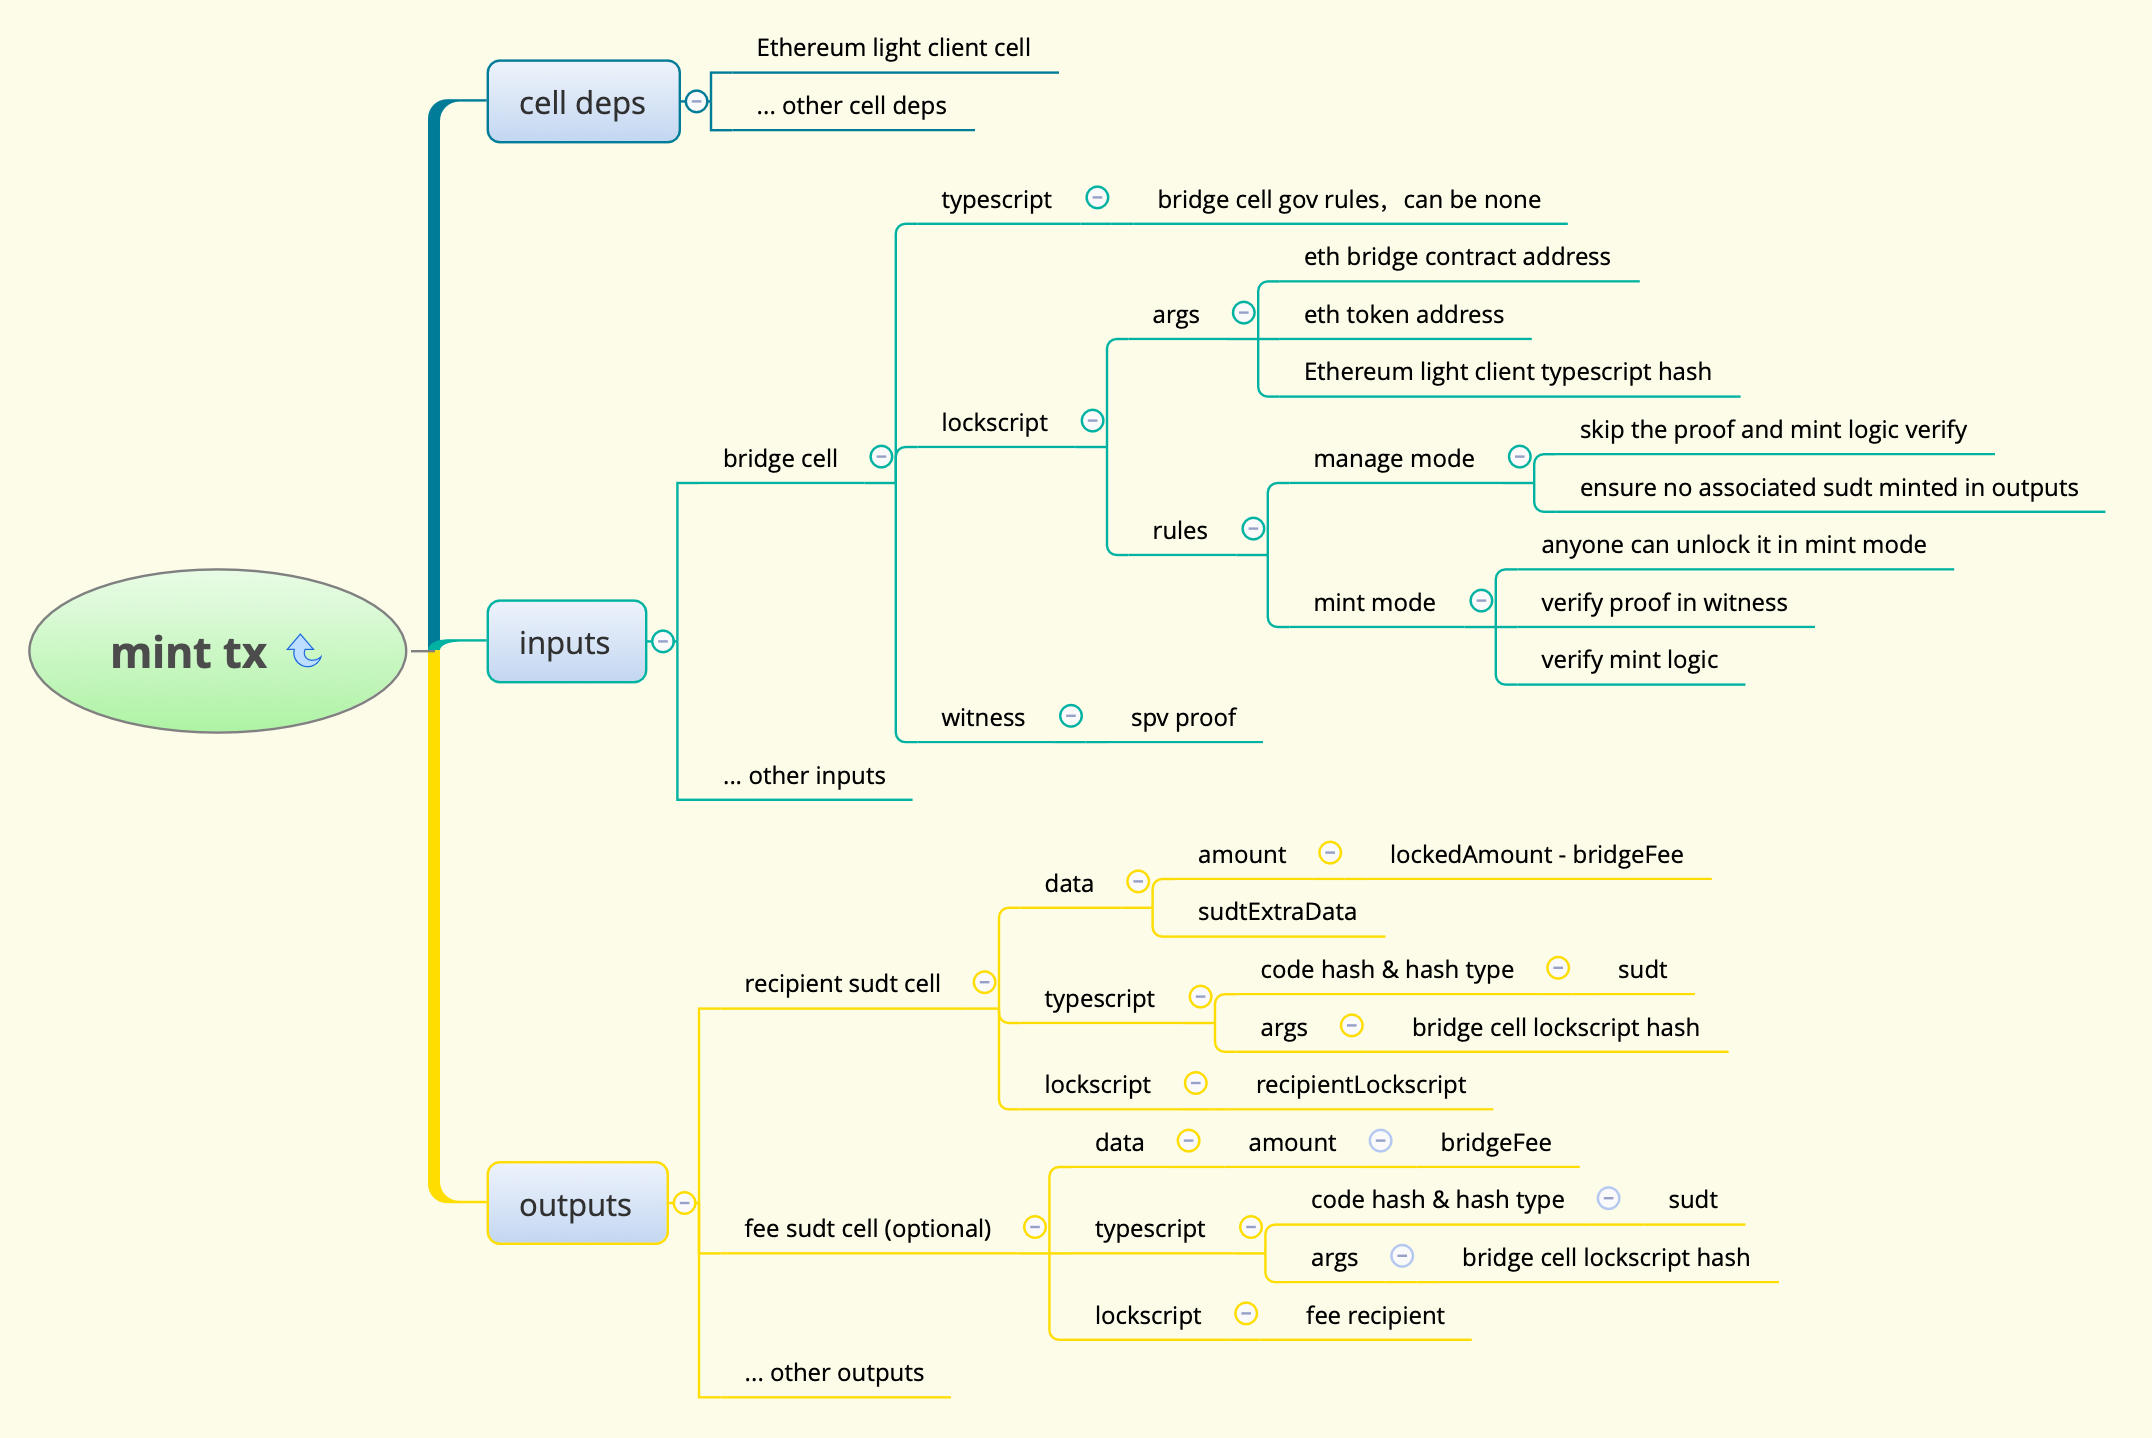 Ethereum light client cell
cell deps
... other cell deps
typescript bridge cell gov rules，can be none
eth bridge contract address
args eth token address
Ethereum light client typescript hash
lockscript
skip the proof and mint logic verify
bridge cell manage mode
ensure no associated sudt minted in outputs
rules
anyone can unlock it in mint mode
mint mode verify proof in witness
inputs
mint tx
verify mint logic
witness spv proof
... other inputs
amount lockedAmount - bridgeFee
data
sudtExtraData
code hash & hash type sudt
recipient sudt cell typescript
args bridge cell lockscript hash
lockscript recipientLockscript
data amount bridgeFee
outputs
code hash & hash type sudt
fee sudt cell (optional) typescript
args bridge cell lockscript hash
lockscript fee recipient
... other outputs